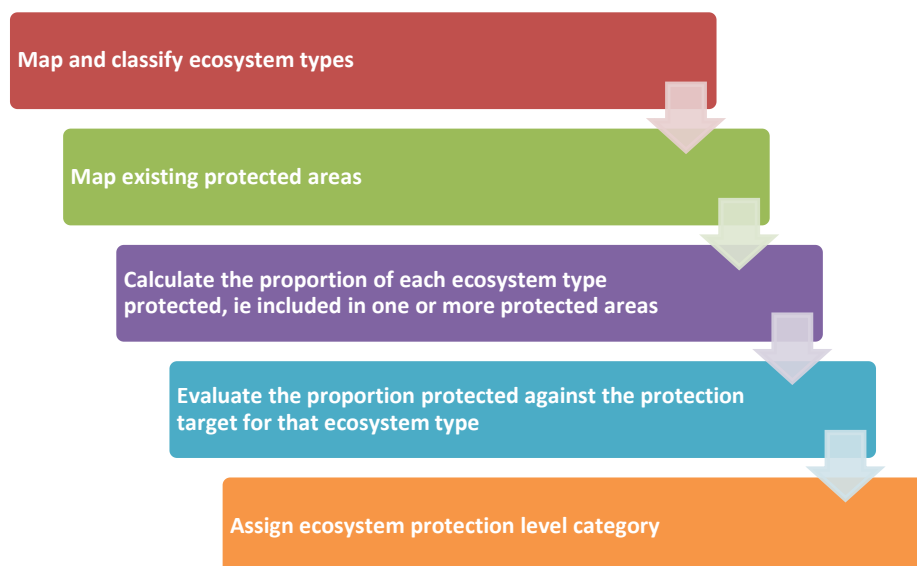 Map and classify ecosystem types
Map existing protected areas
Calculate the proportion of each ecosystem type
protected, ie included in one or more protected areas
Evaluate the proportion protected against the protection
target for that ecosystem type
Assign ecosystem protection level category